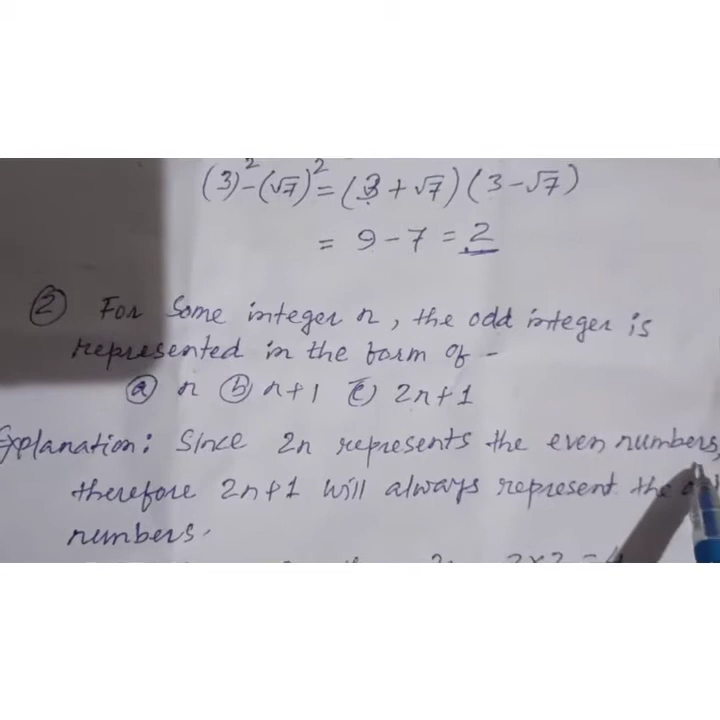 (3)²-(√7)² = (3+√7)(3-√7)
= 9-7 = 2
② For some integer n, the odd integer is
represented in the form of -
ⓐ n ⓑ n+1 ⓒ 2n+1
Explanation: Since 2n represents the even numbers,
therefore 2n+1 will always represent the
numbers.
2×2 =